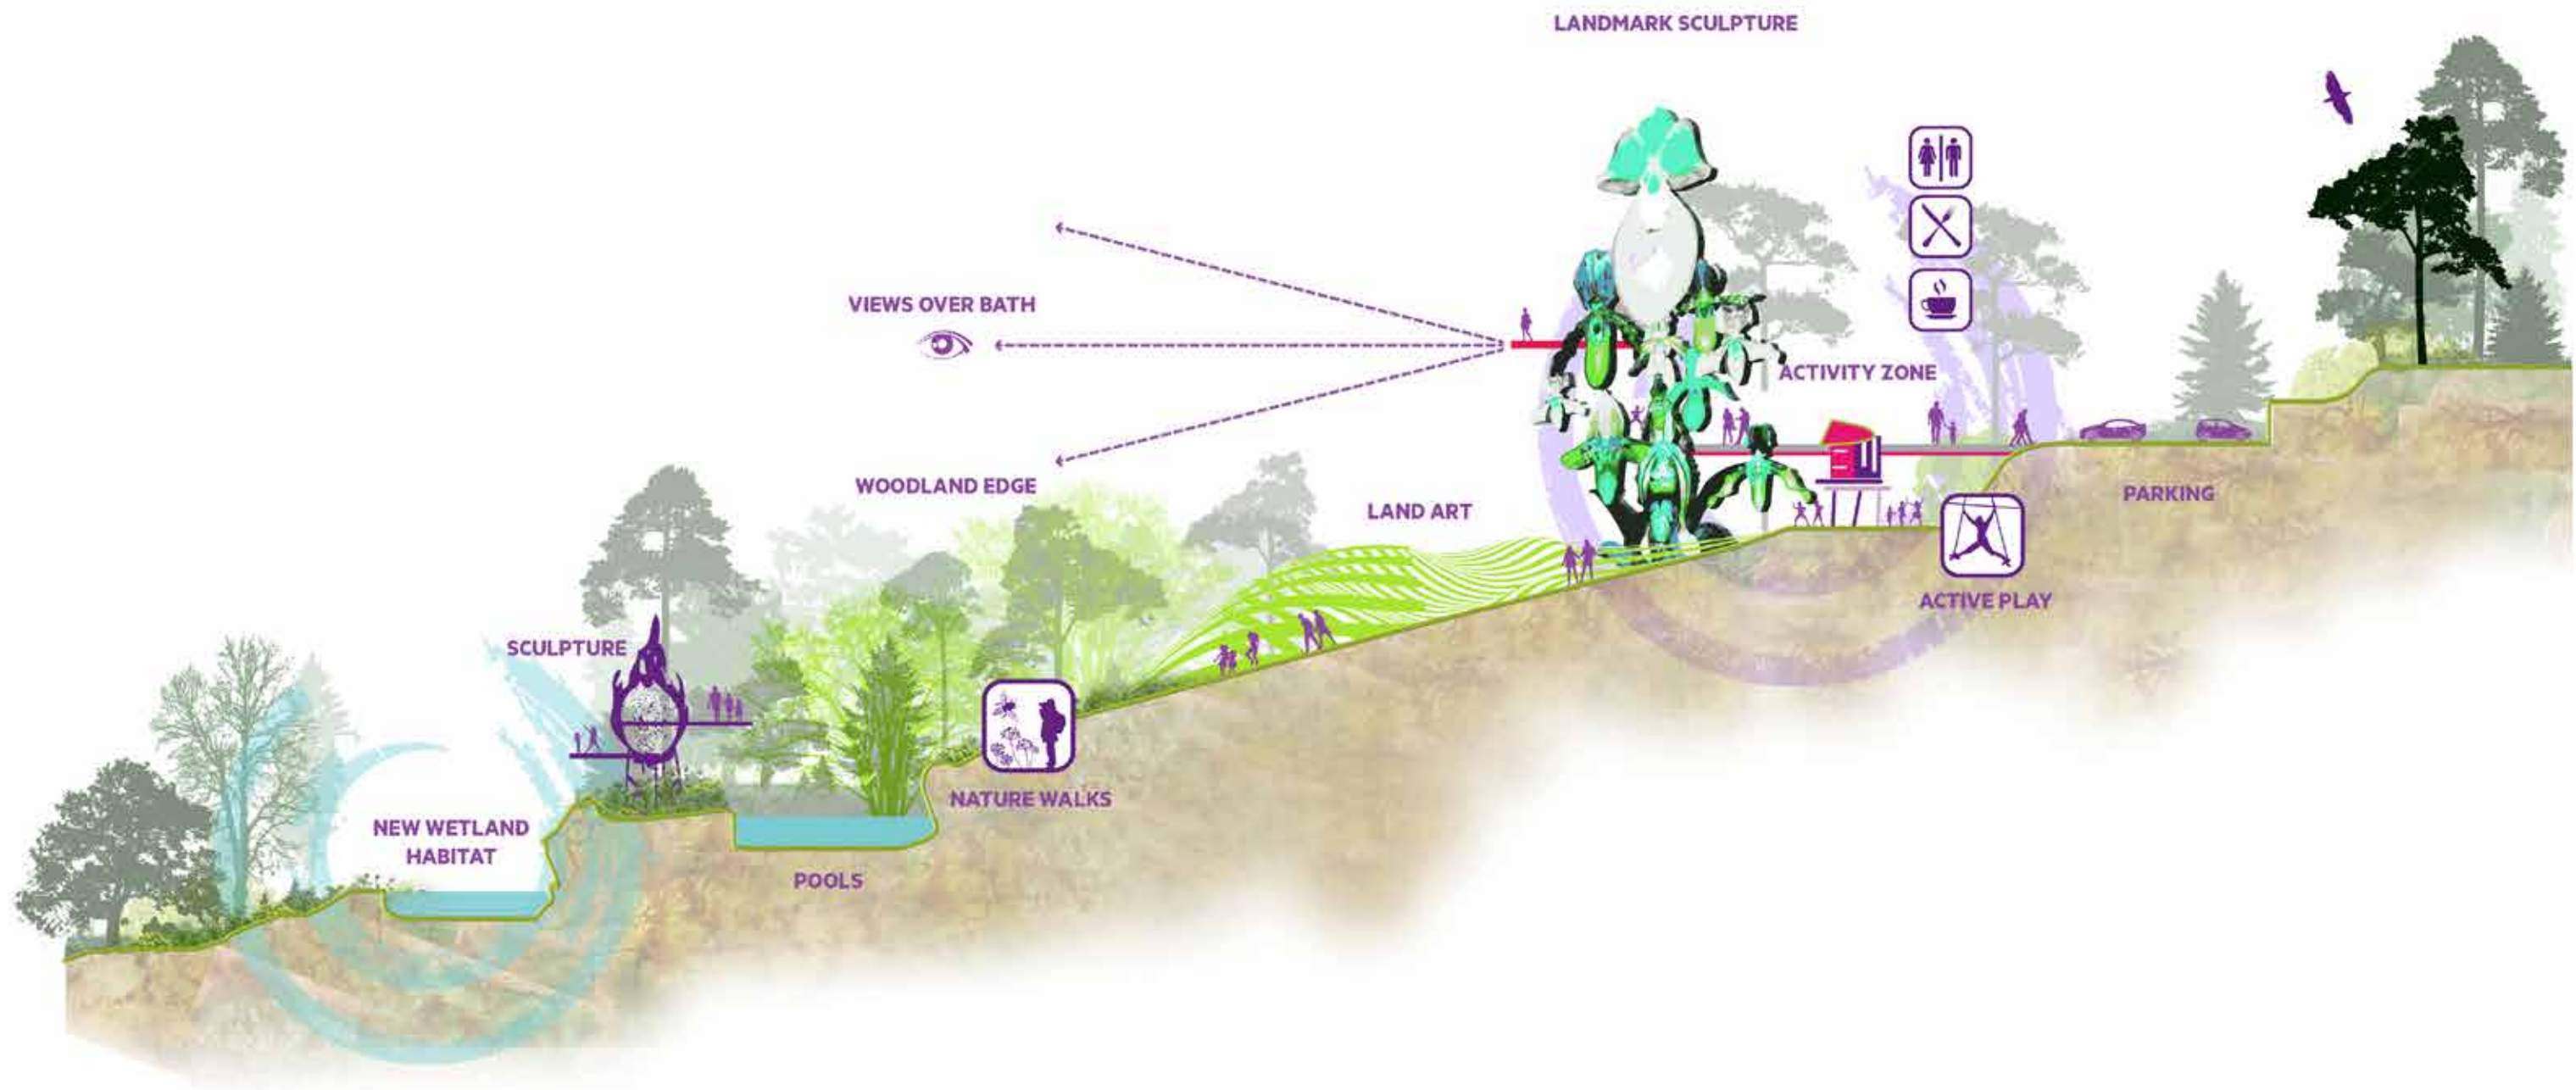 LANDMARK SCULPTURE
VIEWS OVER BATH
ACTIVITY ZONE
WOODLAND EDGE
LAND ART
PARKING
ACTIVE PLAY
SCULPTURE
NATURE WALKS
NEW WETLAND
HABITAT
POOLS